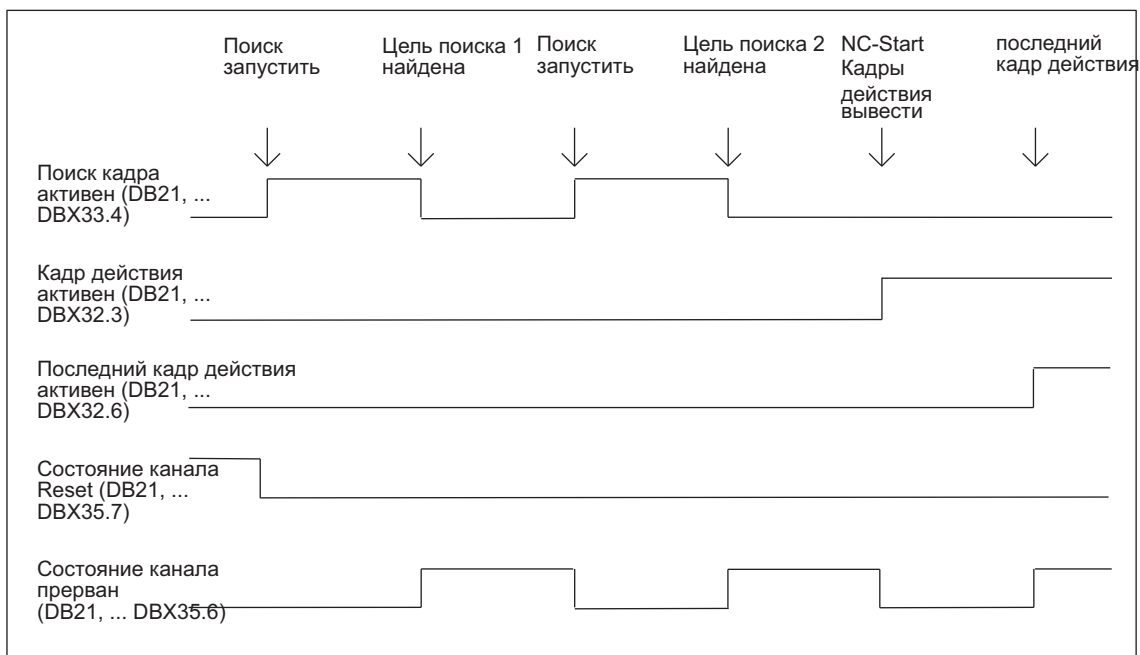 Поиск
запустить
Цель поиска 1
найдена
Поиск
запустить
Цель поиска 2
найдена
NC-Start
Кадры
действия
вывести
последний
кадр действия
Поиск кадра
активен (DB21, ...
DBX33.4)
Кадр действия
активен (DB21, ...
DBX32.3)
Последний кадр действия
активен (DB21, ...
DBX32.6)
Состояние канала
Reset (DB21, ...
DBX35.7)
Состояние канала
прерван
(DB21, ... DBX35.6)